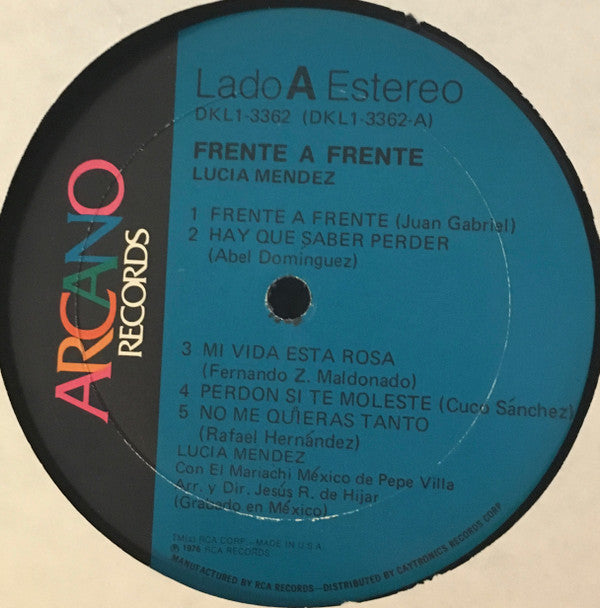 ARCANO
RECORDS
Lado A Estereo
DKL1-3362 (DKL1-3362-A)
FRENTE A FRENTE
LUCIA MENDEZ
1 FRENTE A FRENTE (Juan Gabriel)
2 HAY QUE SABER PERDER
(Abel Domínguez)
3 MI VIDA ESTA ROSA
(Fernando Z. Maldonado)
4 PERDON SI TE MOLESTE (Cuco Sánchez)
5 NO ME QUIERAS TANTO
(Rafael Hernández)
LUCIA MENDEZ
Con El Mariachi México de Pepe Villa
Arr. y Dir. Jesús R. de Hijar
(Grabado en México)
RCA CORP.-MADE IN U.S.A.
℗ 1976 RCA RECORDS
MANUFACTURED BY RCA RECORDS-DISTRIBUTED BY CAYTRONICS RECORDS CORP